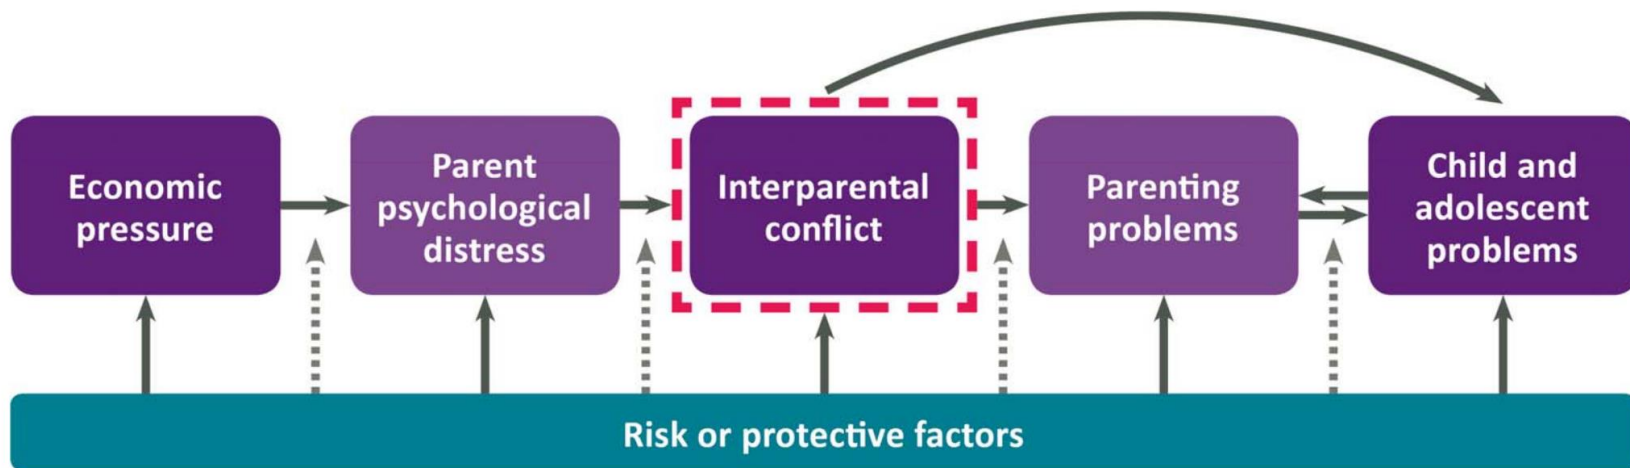 Economic
pressure
Parent
psychological
distress
Interparental
conflict
Parenting
problems
Child and
adolescent
problems
Risk or protective factors